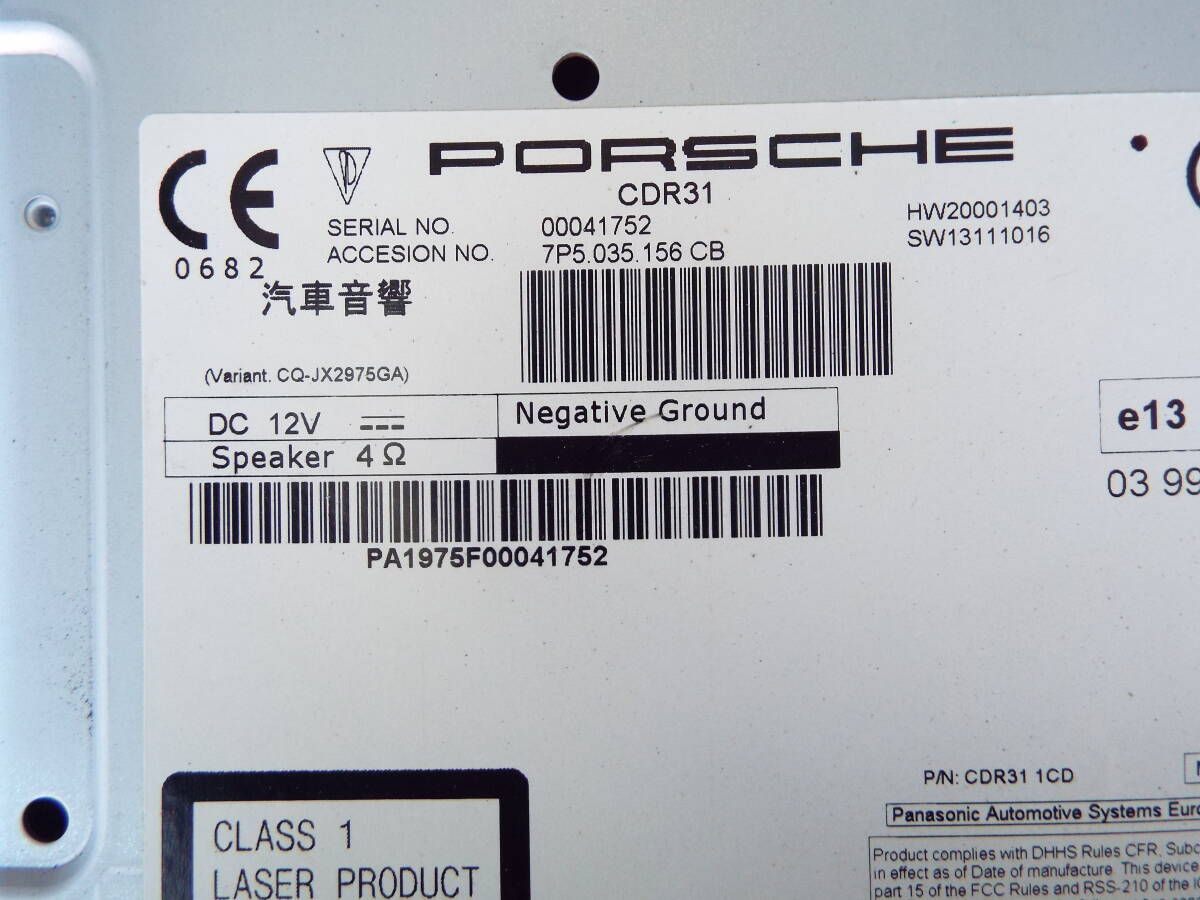 PORSCHE
CDR31
SERIAL NO. 00041752 HW20001403
ACCESION NO. 7P5.035.156 CB SW13111016
CE
0682
汽車音響
(Variant. CQ-JX2975GA)
DC 12V Negative Ground
Speaker 4Ω
e13
03 99
PA1975F00041752
P/N: CDR31 1CD
Panasonic Automotive Systems Euro
CLASS 1
LASER PRODUCT
Product complies with DHHS Rules CFR, Subc
in effect as of Date of manufacture. This device
part 15 of the FCC Rules and RSS-210 of the